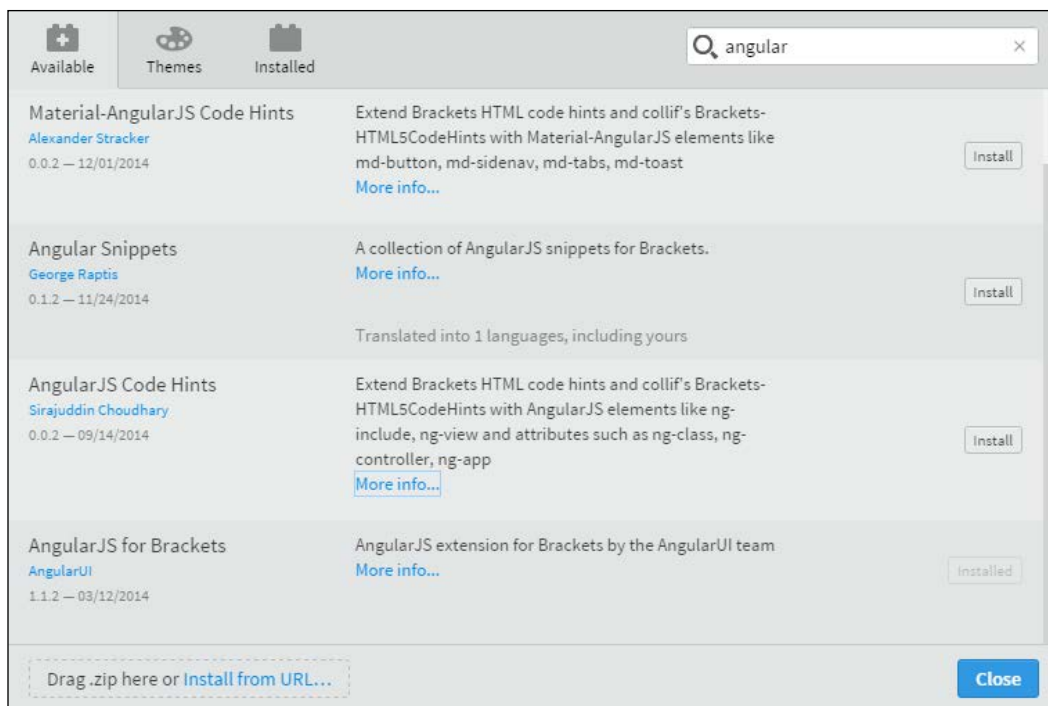 Available
Themes
Installed
angular
Material-AngularJS Code Hints
Alexander Stracker
0.0.2 — 12/01/2014
Extend Brackets HTML code hints and collif's Brackets-
HTML5CodeHints with Material-AngularJS elements like
md-button, md-sidenav, md-tabs, md-toast
More info...
Install
Angular Snippets
George Raptis
0.1.2 — 11/24/2014
A collection of AngularJS snippets for Brackets.
More info...
Translated into 1 languages, including yours
Install
AngularJS Code Hints
Sirajuddin Choudhary
0.0.2 — 09/14/2014
Extend Brackets HTML code hints and collif's Brackets-
HTML5CodeHints with AngularJS elements like ng-
include, ng-view and attributes such as ng-class, ng-
controller, ng-app
More info...
Install
AngularJS for Brackets
AngularUI
1.1.2 — 03/12/2014
AngularJS extension for Brackets by the AngularUI team
More info...
Installed
Drag .zip here or Install from URL...
Close